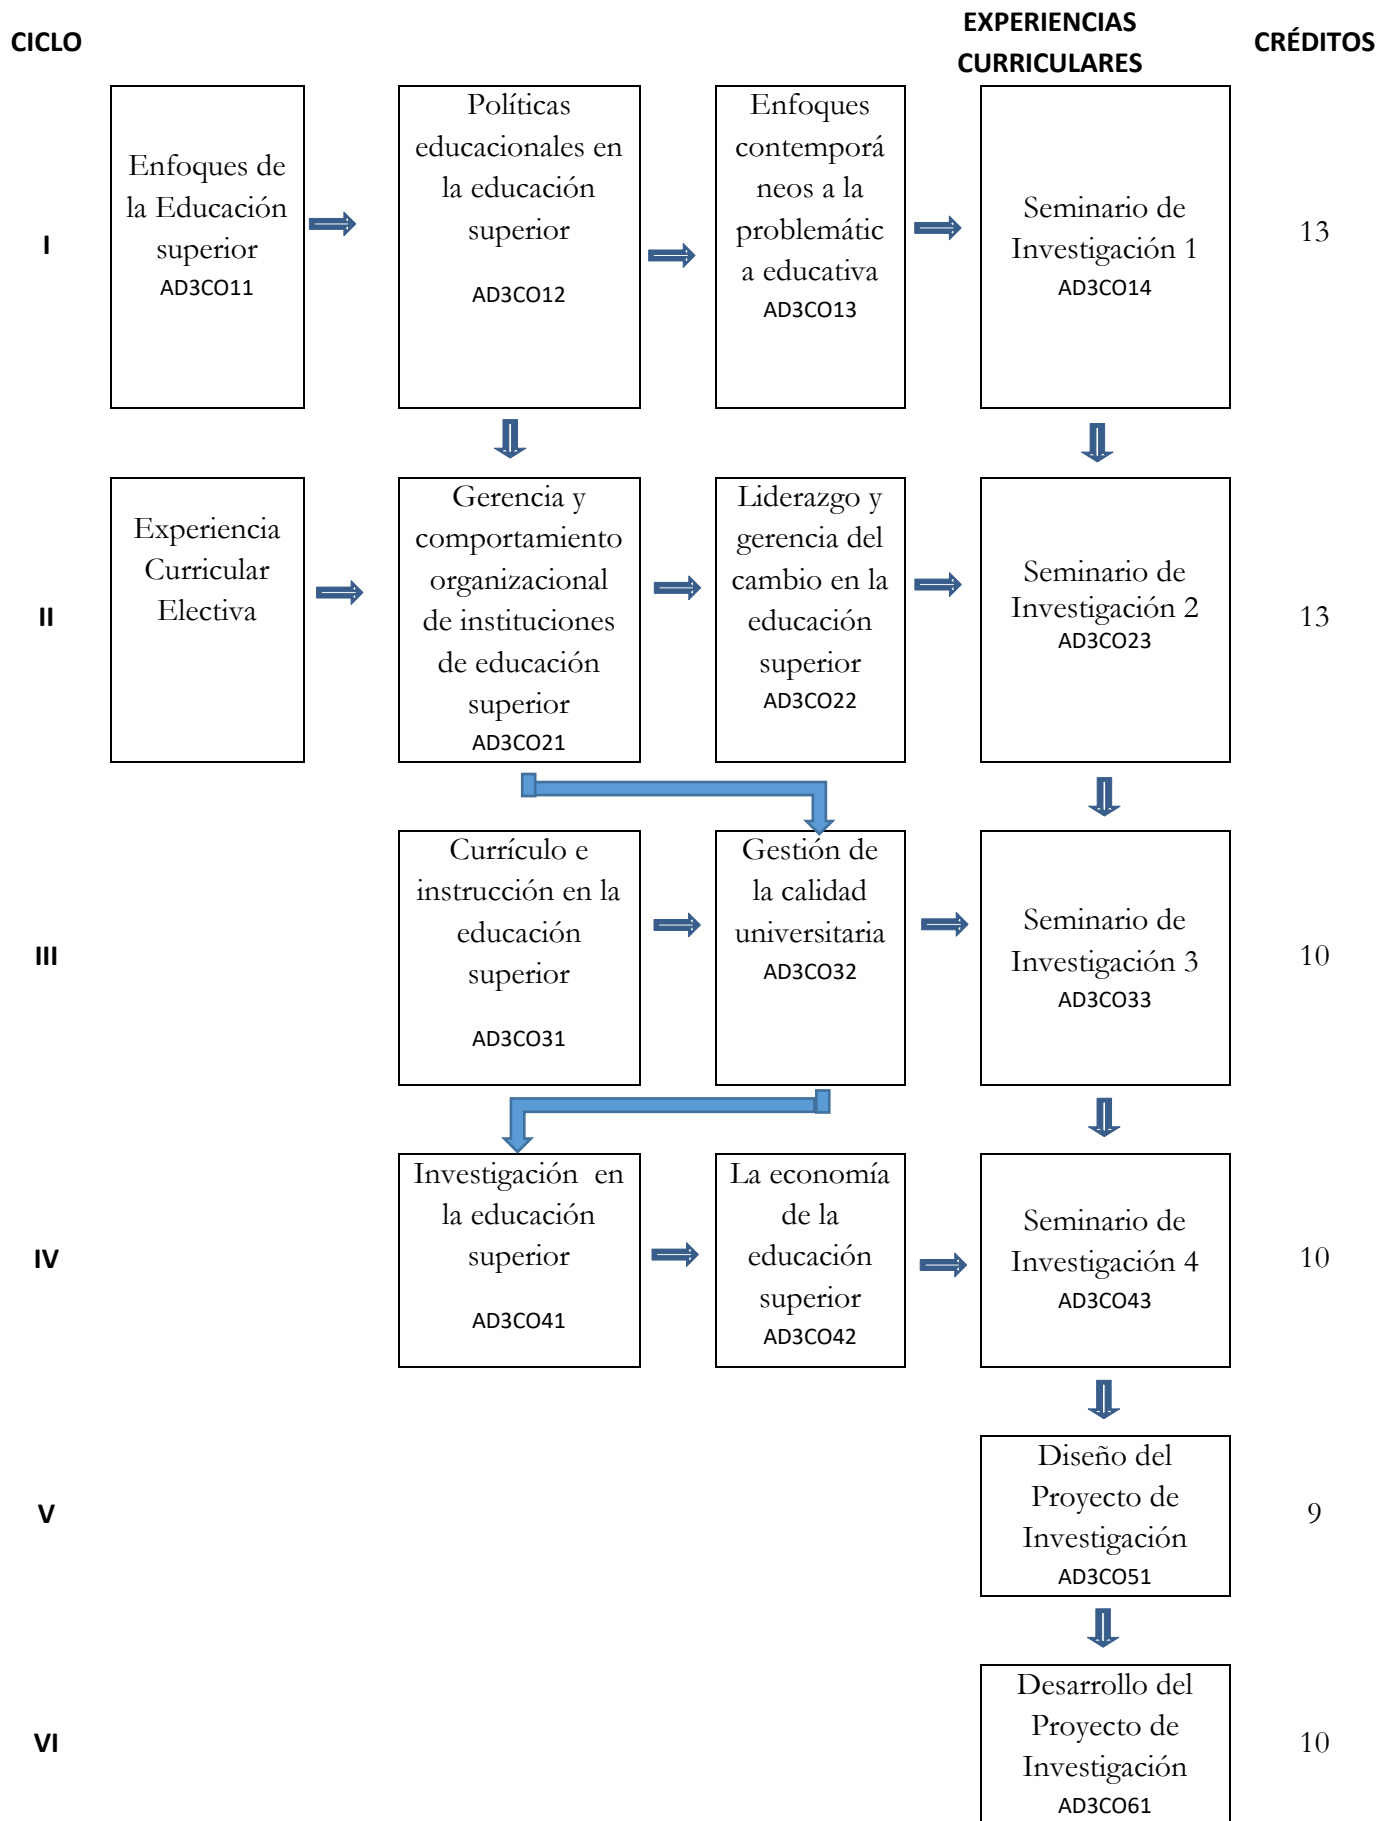 CICLO
EXPERIENCIAS
CURRICULARES
CRÉDITOS
I
Enfoques de
la Educación
superior
AD3CO11
Políticas
educacionales en
la educación
superior
AD3CO12
Enfoques
contemporá
neos a la
problemátic
a educativa
AD3CO13
Seminario de
Investigación 1
AD3CO14
13
II
Experiencia
Curricular
Electiva
Gerencia y
comportamiento
organizacional
de instituciones
de educación
superior
AD3CO21
Liderazgo y
gerencia del
cambio en la
educación
superior
AD3CO22
Seminario de
Investigación 2
AD3CO23
13
III
Currículo e
instrucción en la
educación
superior
AD3CO31
Gestión de
la calidad
universitaria
AD3CO32
Seminario de
Investigación 3
AD3CO33
10
IV
Investigación  en
la educación
superior
AD3CO41
La economía
de la
educación
superior
AD3CO42
Seminario de
Investigación 4
AD3CO43
10
V
Diseño del
Proyecto de
Investigación
AD3CO51
9
VI
Desarrollo del
Proyecto de
Investigación
AD3CO61
10